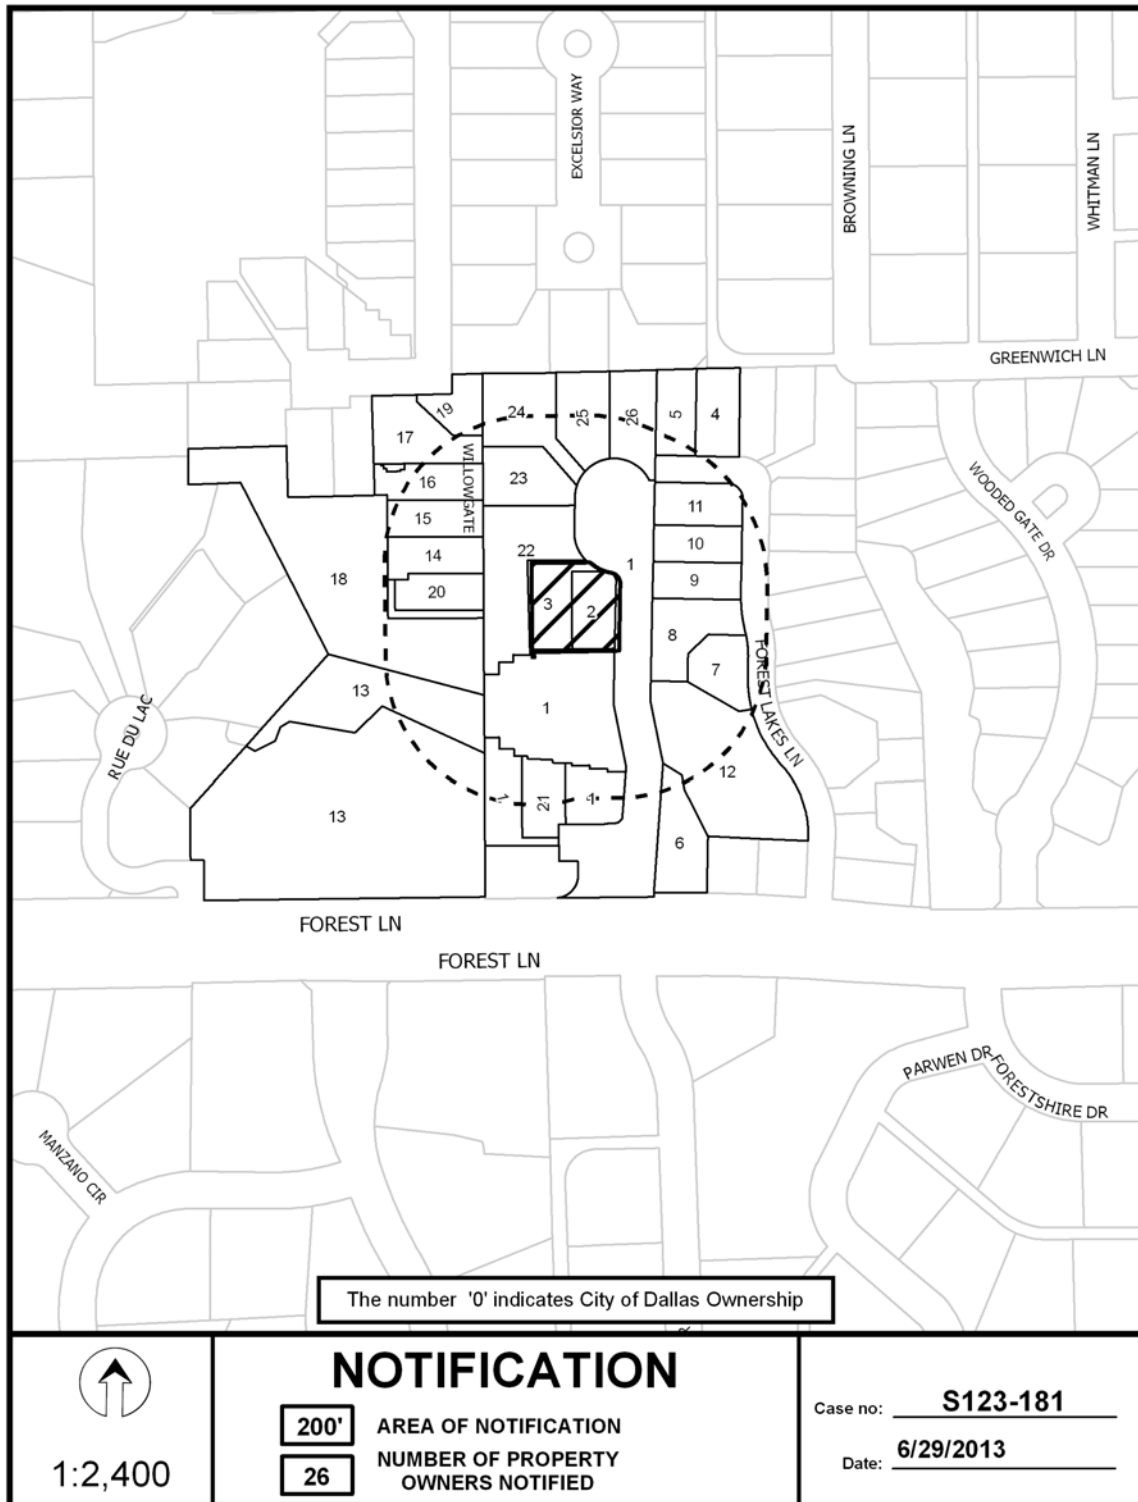 EXCELSIOR WAY
BROWNING LN
WHITMAN LN
GREENWICH LN
19
24
25
26
5
4
17
WILLOWGATE
WOODED GATE DR
16
23
11
15
10
22
14
1
18
9
20
3
2
8
7
FOREST LAKES LN
13
RUE DU LAC
1
12
13
1
21
1
6
FOREST LN
FOREST LN
PARWEN DR
FORESTSHIRE DR
MANZANO CIR
The number '0' indicates City of Dallas Ownership
NOTIFICATION
200' AREA OF NOTIFICATION
26 NUMBER OF PROPERTY
OWNERS NOTIFIED
1:2,400
Case no: S123-181
Date: 6/29/2013